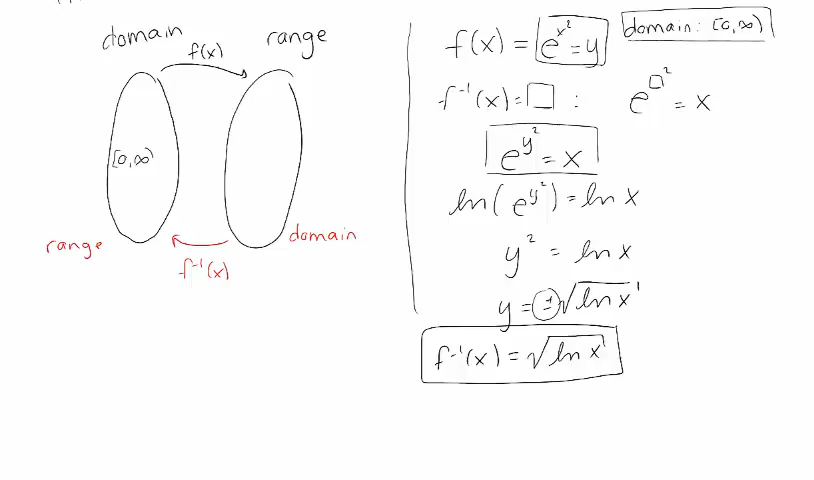 domain
range
f(x)
[0,∞)
range
domain
f⁻¹(x)
f(x) = e^{x²} = y
domain: [0,∞)
f⁻¹(x) = □ : e^{□²} = x
e^{y²} = x
ln(e^{y²}) = ln x
y² = ln x
y = ±√(ln x)
f⁻¹(x) = √(ln x)